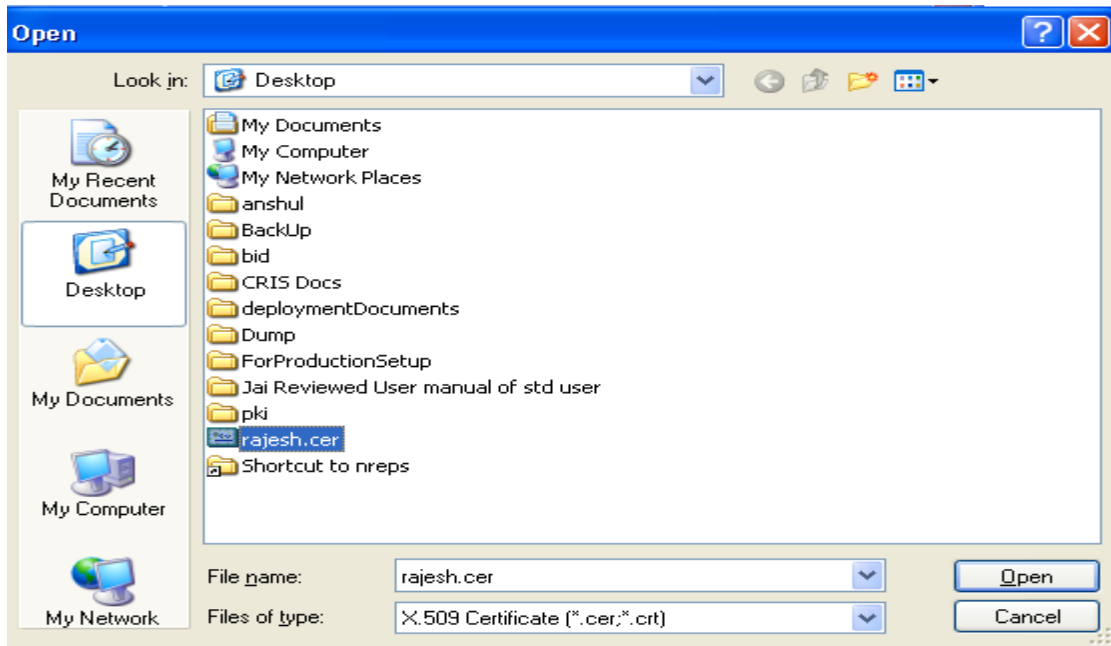 Open
Look in:
Desktop
My Recent
Documents
Desktop
My Documents
My Computer
My Network
My Documents
My Computer
My Network Places
anshul
BackUp
bid
CRIS Docs
deploymentDocuments
Dump
ForProductionSetup
Jai Reviewed User manual of std user
pki
rajesh.cer
Shortcut to nreps
File name:
rajesh.cer
Open
Files of type:
X.509 Certificate (*.cer;*.crt)
Cancel